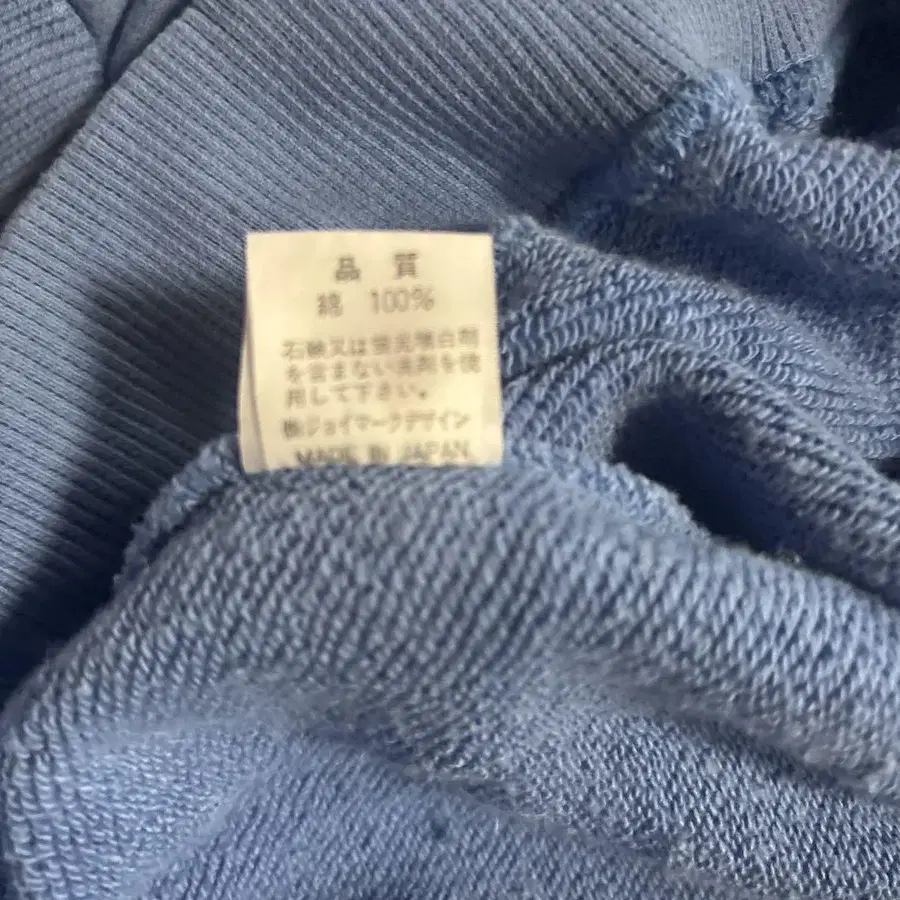 品質
綿 100%
石鹸又は蛍光増白剤
を含まない洗剤を使
用して下さい。
㈱ジョイマークデザイン
MADE IN JAPAN